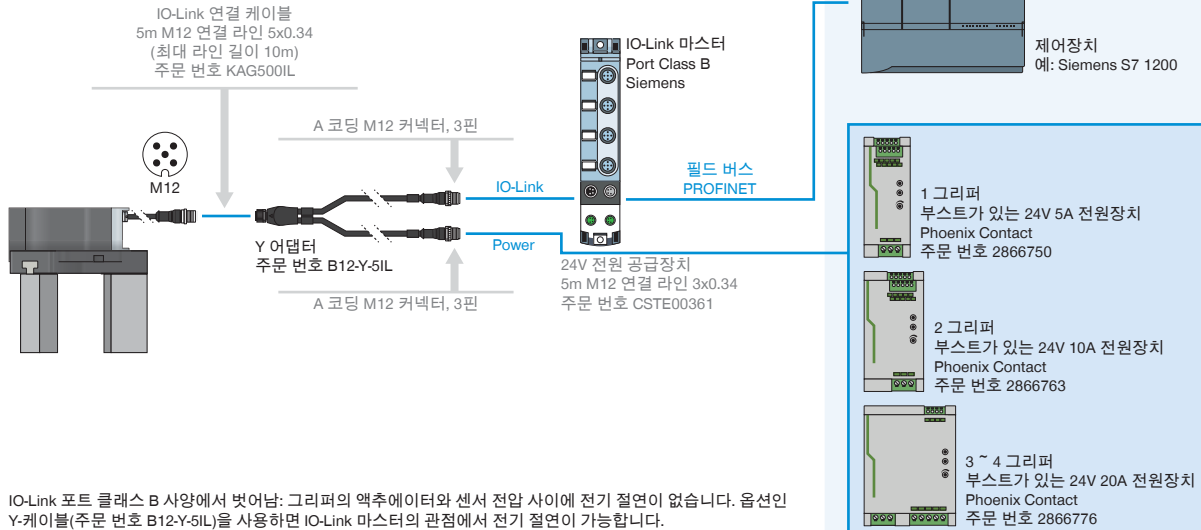 IO-Link 연결 케이블
5m M12 연결 라인 5x0.34
(최대 라인 길이 10m)
주문 번호 KAG500IL
IO-Link 마스터
Port Class B
Siemens
제어장치
예: Siemens S7 1200
A 코딩 M12 커넥터, 3핀
M12
IO-Link
필드 버스
PROFINET
Y 어댑터
주문 번호 B12-Y-5IL
Power
24V 전원 공급장치
5m M12 연결 라인 3x0.34
주문 번호 CSTE00361
A 코딩 M12 커넥터, 3핀
1 그리퍼
부스트가 있는 24V 5A 전원장치
Phoenix Contact
주문 번호 2866750
2 그리퍼
부스트가 있는 24V 10A 전원장치
Phoenix Contact
주문 번호 2866763
3 ~ 4 그리퍼
부스트가 있는 24V 20A 전원장치
Phoenix Contact
주문 번호 2866776
IO-Link 포트 클래스 B 사양에서 벗어남: 그리퍼의 액추에이터와 센서 전압 사이에 전기 절연이 없습니다. 옵션인
Y-케이블(주문 번호 B12-Y-5IL)을 사용하면 IO-Link 마스터의 관점에서 전기 절연이 가능합니다.